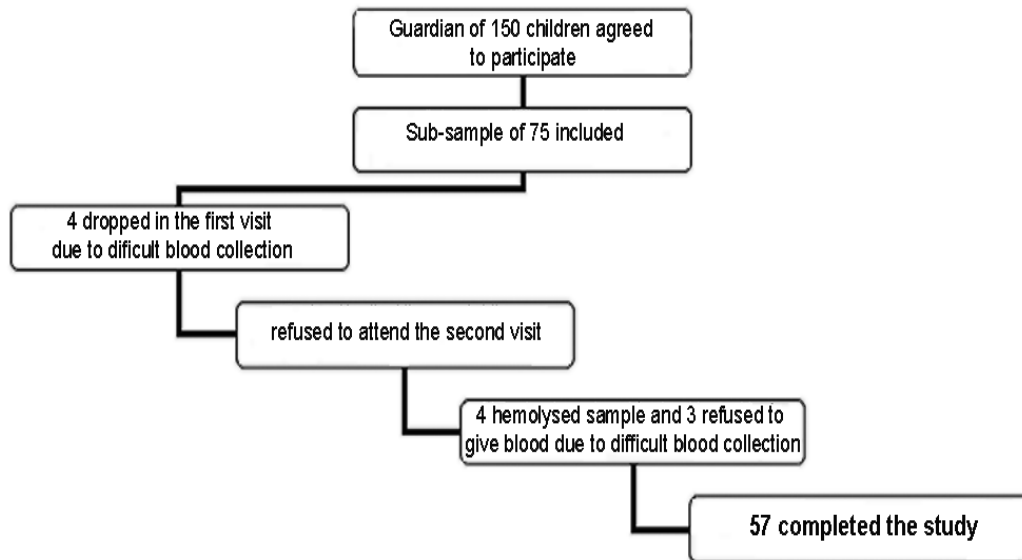 Guardian of 150 children agreed
to participate
Sub-sample of 75 included
4 dropped in the first visit
due to dificult blood collection
refused to attend the second visit
4 hemolysed sample and 3 refused to
give blood due to difficult blood collection
57 completed the study